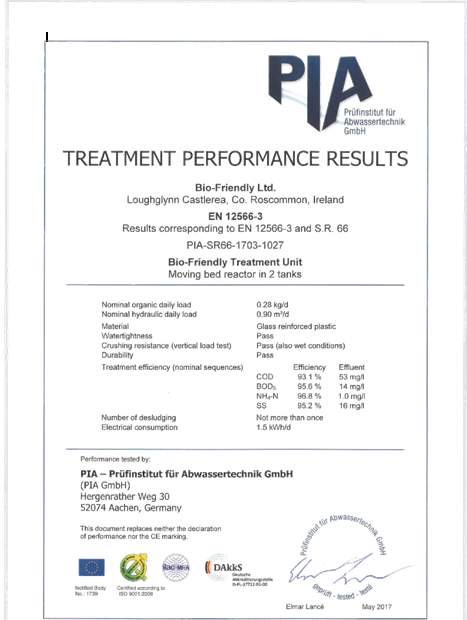 PIA
Prüfinstitut für
Abwassertechnik
GmbH
TREATMENT PERFORMANCE RESULTS
Bio-Friendly Ltd.
Loughglynn Castlerea, Co. Roscommon, Ireland
EN 12566-3
Results corresponding to EN 12566-3 and S.R. 66
PIA-SR66-1703-1027
Bio-Friendly Treatment Unit
Moving bed reactor in 2 tanks
Nominal organic daily load 0.28 kg/d
Nominal hydraulic daily load 0.90 m³/d
Material Glass reinforced plastic
Watertightness Pass
Crushing resistance (vertical load test) Pass (also wet conditions)
Durability Pass
Treatment efficiency (nominal sequences) Efficiency Effluent
COD 93.1 % 53 mg/l
BOD₅ 95.6 % 14 mg/l
NH₄-N 96.8 % 1.0 mg/l
SS 95.2 % 16 mg/l
Number of desludging Not more than once
Electrical consumption 1.5 kWh/d
Performance tested by:
PIA – Prüfinstitut für Abwassertechnik GmbH
(PIA GmbH)
Hergenrather Weg 30
52074 Aachen, Germany
This document replaces neither the declaration
of performance nor the CE marking.
Prüfinstitut für Abwassertechnik GmbH
geprüft - tested - testé
ilac-MRA
DAkkS
Deutsche
Akkreditierungsstelle
D-PL-17712-01-00
Notified Body
No.: 1739
Certified according to
ISO 9001:2008
Elmar Lancé May 2017